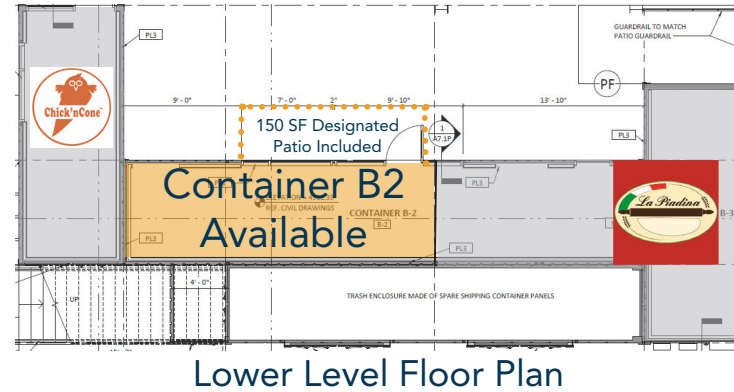 PL3
GUARDRAIL TO MATCH
PATIO GUARDRAIL
PF
Chick'nCone™
9' - 0"
7' - 0"
2"
9' - 10"
13' - 10"
150 SF Designated
Patio Included
1
A7.1P
PL3
Container B2
Available
PL3
REF. CIVIL DRAWINGS
CONTAINER B-2
B-2
PL3
La Piadina
B-3
PL3
PL3
4' - 0"
UP
TRASH ENCLOSURE MADE OF SPARE SHIPPING CONTAINER PANELS
Lower Level Floor Plan